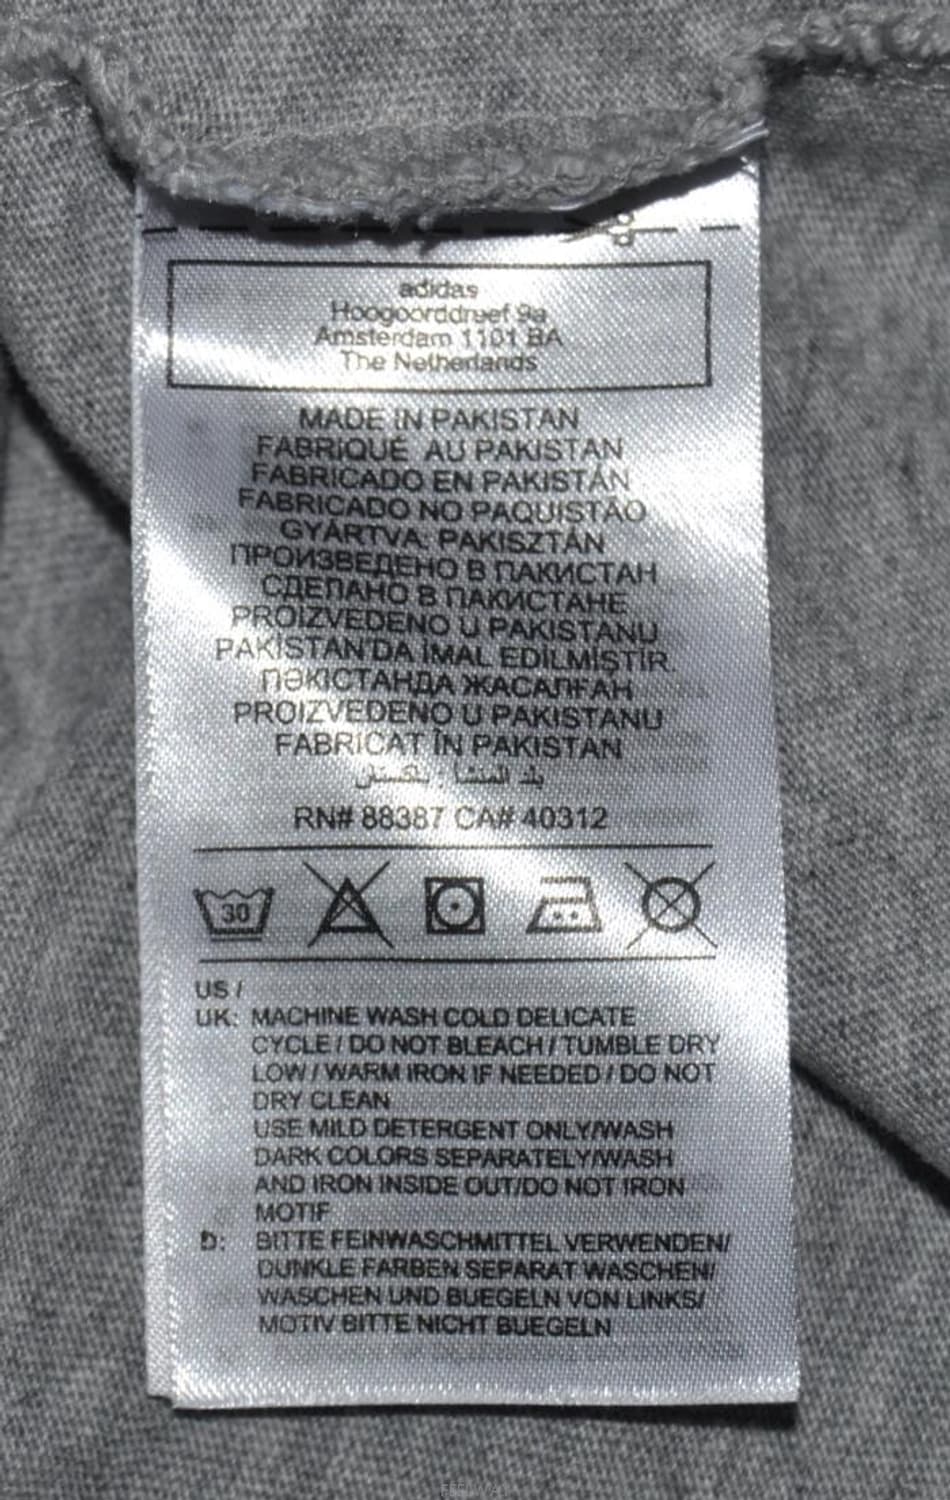 adidas
Hoogoorddreef 9a
Amsterdam 1101 BA
The Netherlands
MADE IN PAKISTAN
FABRIQUÉ AU PAKISTAN
FABRICADO EN PAKISTÁN
FABRICADO NO PAQUISTÃO
GYÁRTVA: PAKISZTÁN
ПРОИЗВЕДЕНО В ПАКИСТАН
СДЕЛАНО В ПАКИСТАНЕ
PROIZVEDENO U PAKISTANU
PAKİSTAN'DA İMAL EDİLMİŞTİR.
ПӘКІСТАНДА ЖАСАЛҒАН
PROIZVEDENO U PAKISTANU
FABRICAT ÎN PAKISTAN
بلد المنشأ : باكستان
RN# 88387 CA# 40312
30
US /
UK: MACHINE WASH COLD DELICATE
CYCLE / DO NOT BLEACH / TUMBLE DRY
LOW / WARM IRON IF NEEDED / DO NOT
DRY CLEAN
USE MILD DETERGENT ONLY/WASH
DARK COLORS SEPARATELY/WASH
AND IRON INSIDE OUT/DO NOT IRON
MOTIF
D: BITTE FEINWASCHMITTEL VERWENDEN/
DUNKLE FARBEN SEPARAT WASCHEN/
WASCHEN UND BUEGELN VON LINKS/
MOTIV BITTE NICHT BUEGELN